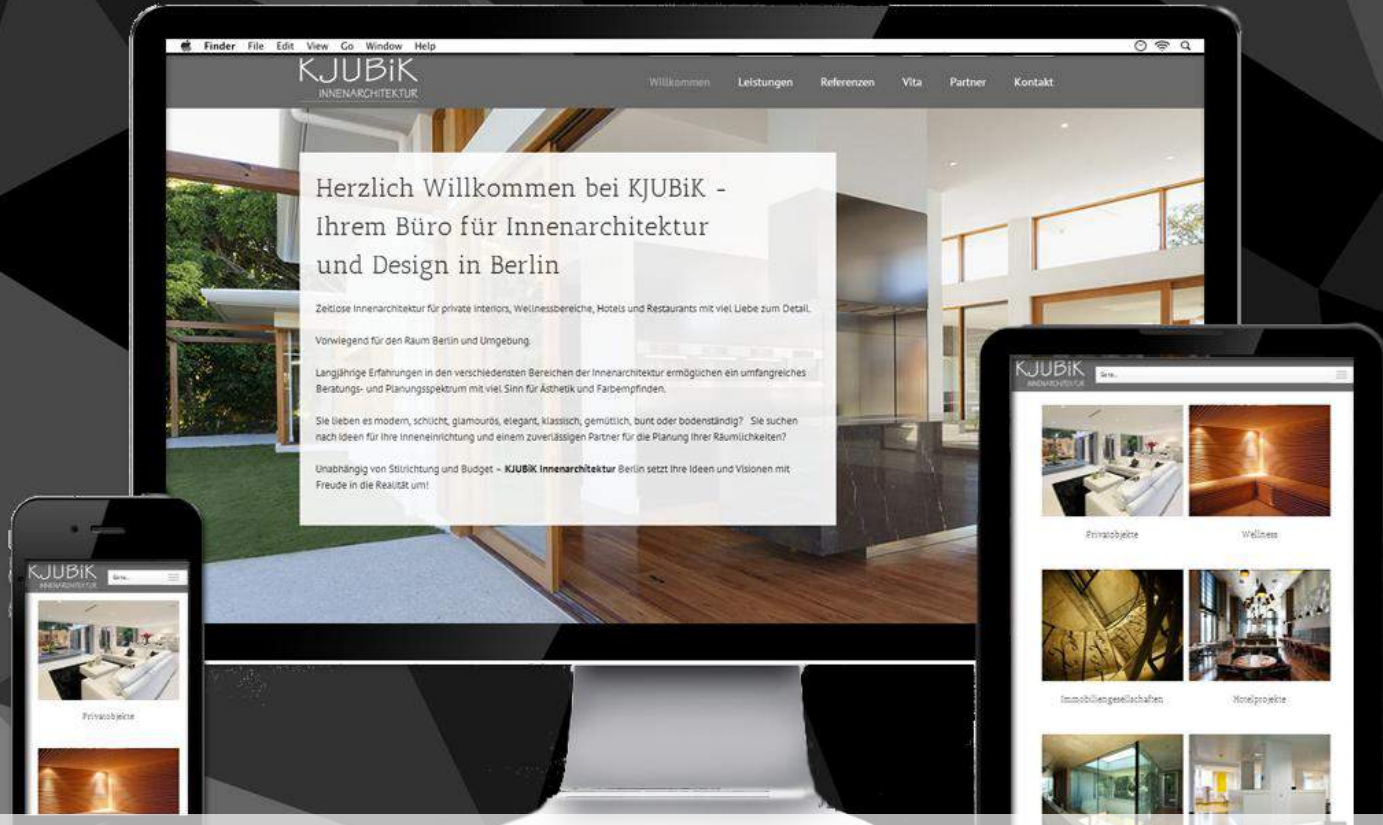 Finder File Edit View Go Window Help
KJUBiK
INNENARCHITEKTUR
Willkommen Leistungen Referenzen Vita Partner Kontakt
Herzlich Willkommen bei KJUBiK -
Ihrem Büro für Innenarchitektur
und Design in Berlin
Zeitlose Innenarchitektur für private Interiors, Wellnessbereiche, Hotels und Restaurants mit viel Liebe zum Detail.
Vorwiegend für den Raum Berlin und Umgebung.
Langjährige Erfahrungen in den verschiedensten Bereichen der Innenarchitektur ermöglichen ein umfangreiches
Beratungs- und Planungsspektrum mit viel Sinn für Ästhetik und Farbempfinden.
Sie lieben es modern, schlicht, glamourös, elegant, klassisch, gemütlich, bunt oder bodenständig? Sie suchen
nach Ideen für Ihre Inneneinrichtung und einem zuverlässigen Partner für die Planung Ihrer Räumlichkeiten?
Unabhängig von Stilrichtung und Budget – KJUBiK Innenarchitektur Berlin setzt Ihre Ideen und Visionen mit
Freude in die Realität um!
KJUBiK
INNENARCHITEKTUR
Go to...
Privatobjekte
Wellness
Immobiliengesellschaften
Hotelprojekte
KJUBiK
INNENARCHITEKTUR
Go to...
Privatobjekte